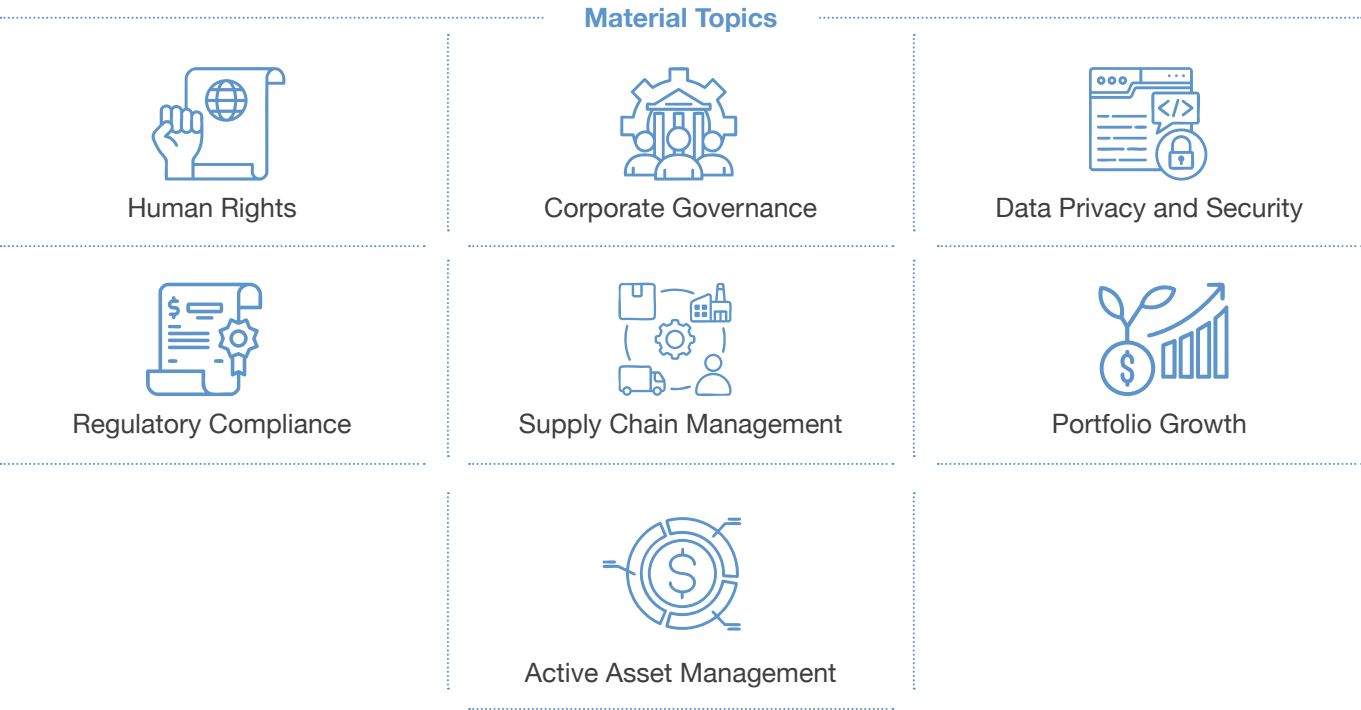 Material Topics
Human Rights
Corporate Governance
Data Privacy and Security
Regulatory Compliance
Supply Chain Management
Portfolio Growth
Active Asset Management